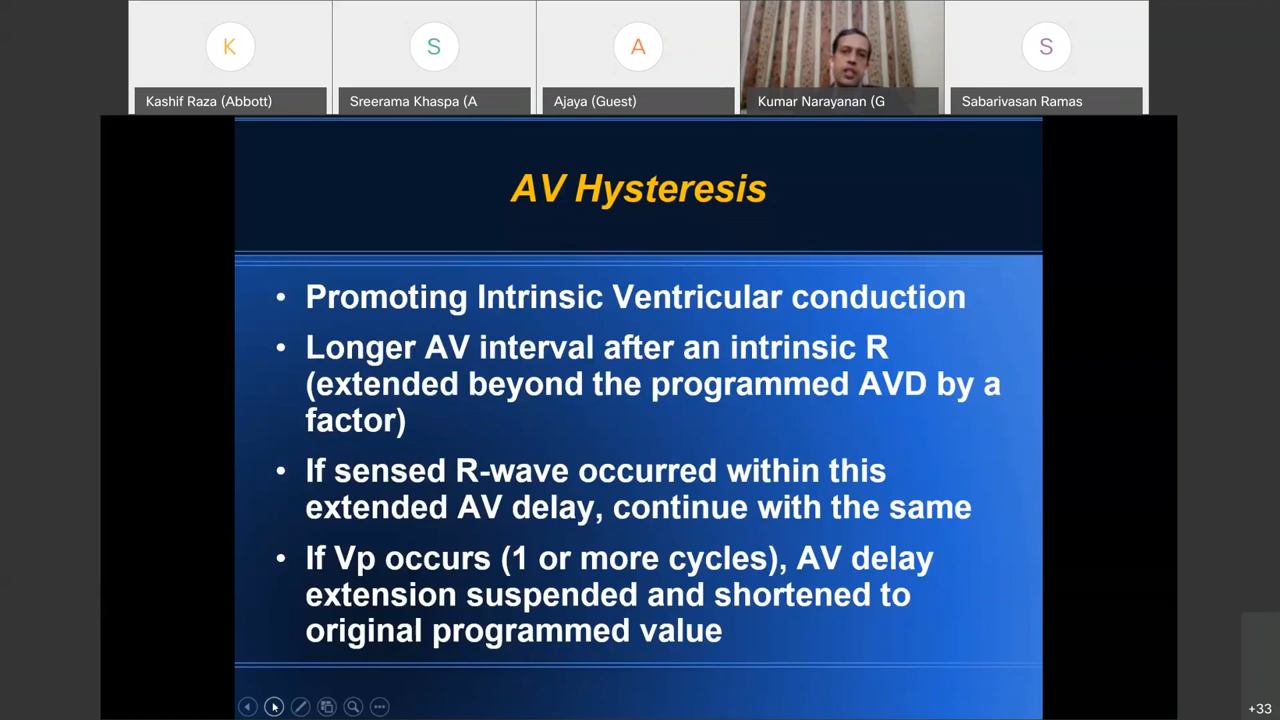 K
S
A
S
Kashif Raza (Abbott)
Sreerama Khaspa (A
Ajaya (Guest)
Kumar Narayanan (G
Sabarivasan Ramas
AV Hysteresis
• Promoting Intrinsic Ventricular conduction
• Longer AV interval after an intrinsic R
(extended beyond the programmed AVD by a
factor)
• If sensed R-wave occurred within this
extended AV delay, continue with the same
• If Vp occurs (1 or more cycles), AV delay
extension suspended and shortened to
original programmed value
+33